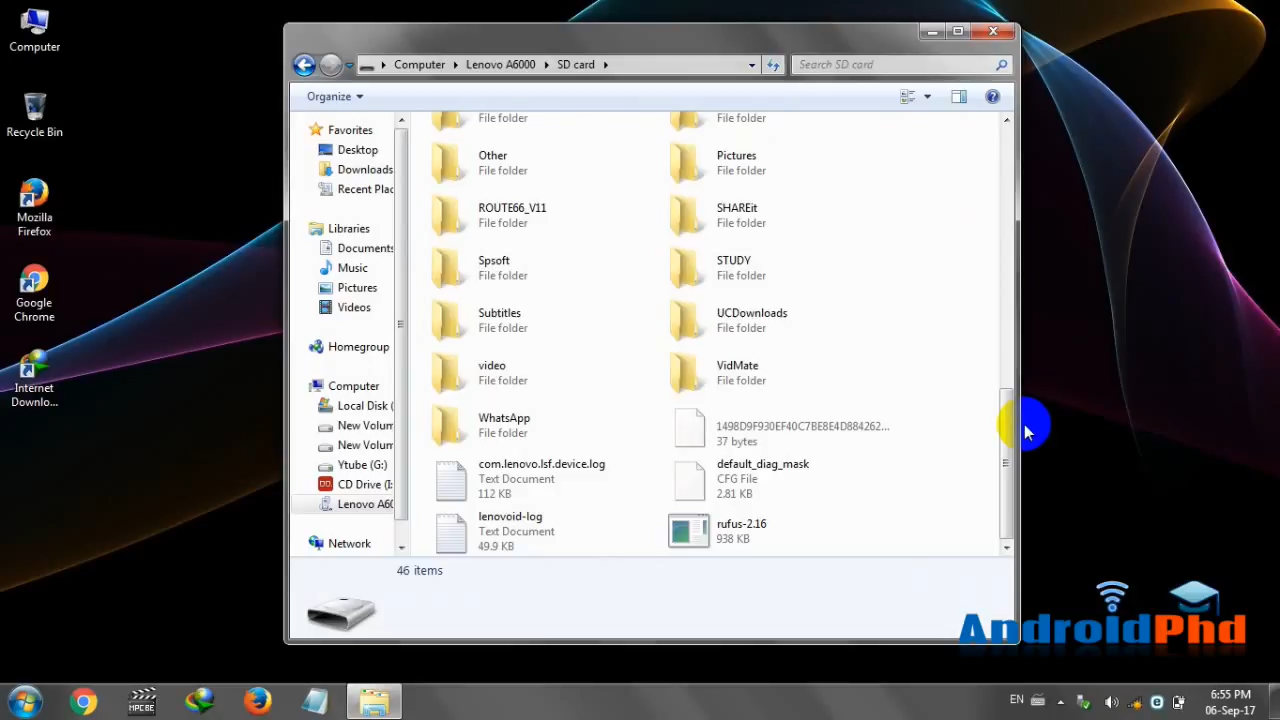 Computer
Recycle Bin
Mozilla
Firefox
Google
Chrome
Internet
Downlo...
Computer
Lenovo A6000
SD card
Search SD card
Organize
Favorites
Desktop
Downloads
Recent Plac
Libraries
Documents
Music
Pictures
Videos
Homegroup
Computer
Local Disk (
New Volum
New Volum
Ytube (G:)
CD Drive (I:
Lenovo A60
Network
File folder
File folder
Other
File folder
Pictures
File folder
ROUTE66_V11
File folder
SHAREit
File folder
Spsoft
File folder
STUDY
File folder
Subtitles
File folder
UCDownloads
File folder
video
File folder
VidMate
File folder
WhatsApp
File folder
1498D9F930EF40C7BE8E4D884262...
37 bytes
com.lenovo.lsf.device.log
Text Document
112 KB
default_diag_mask
CFG File
2.81 KB
lenovoid-log
Text Document
49.9 KB
rufus-2.16
938 KB
46 items
AndroidPhd
MPCBE
EN
6:55 PM
06-Sep-17